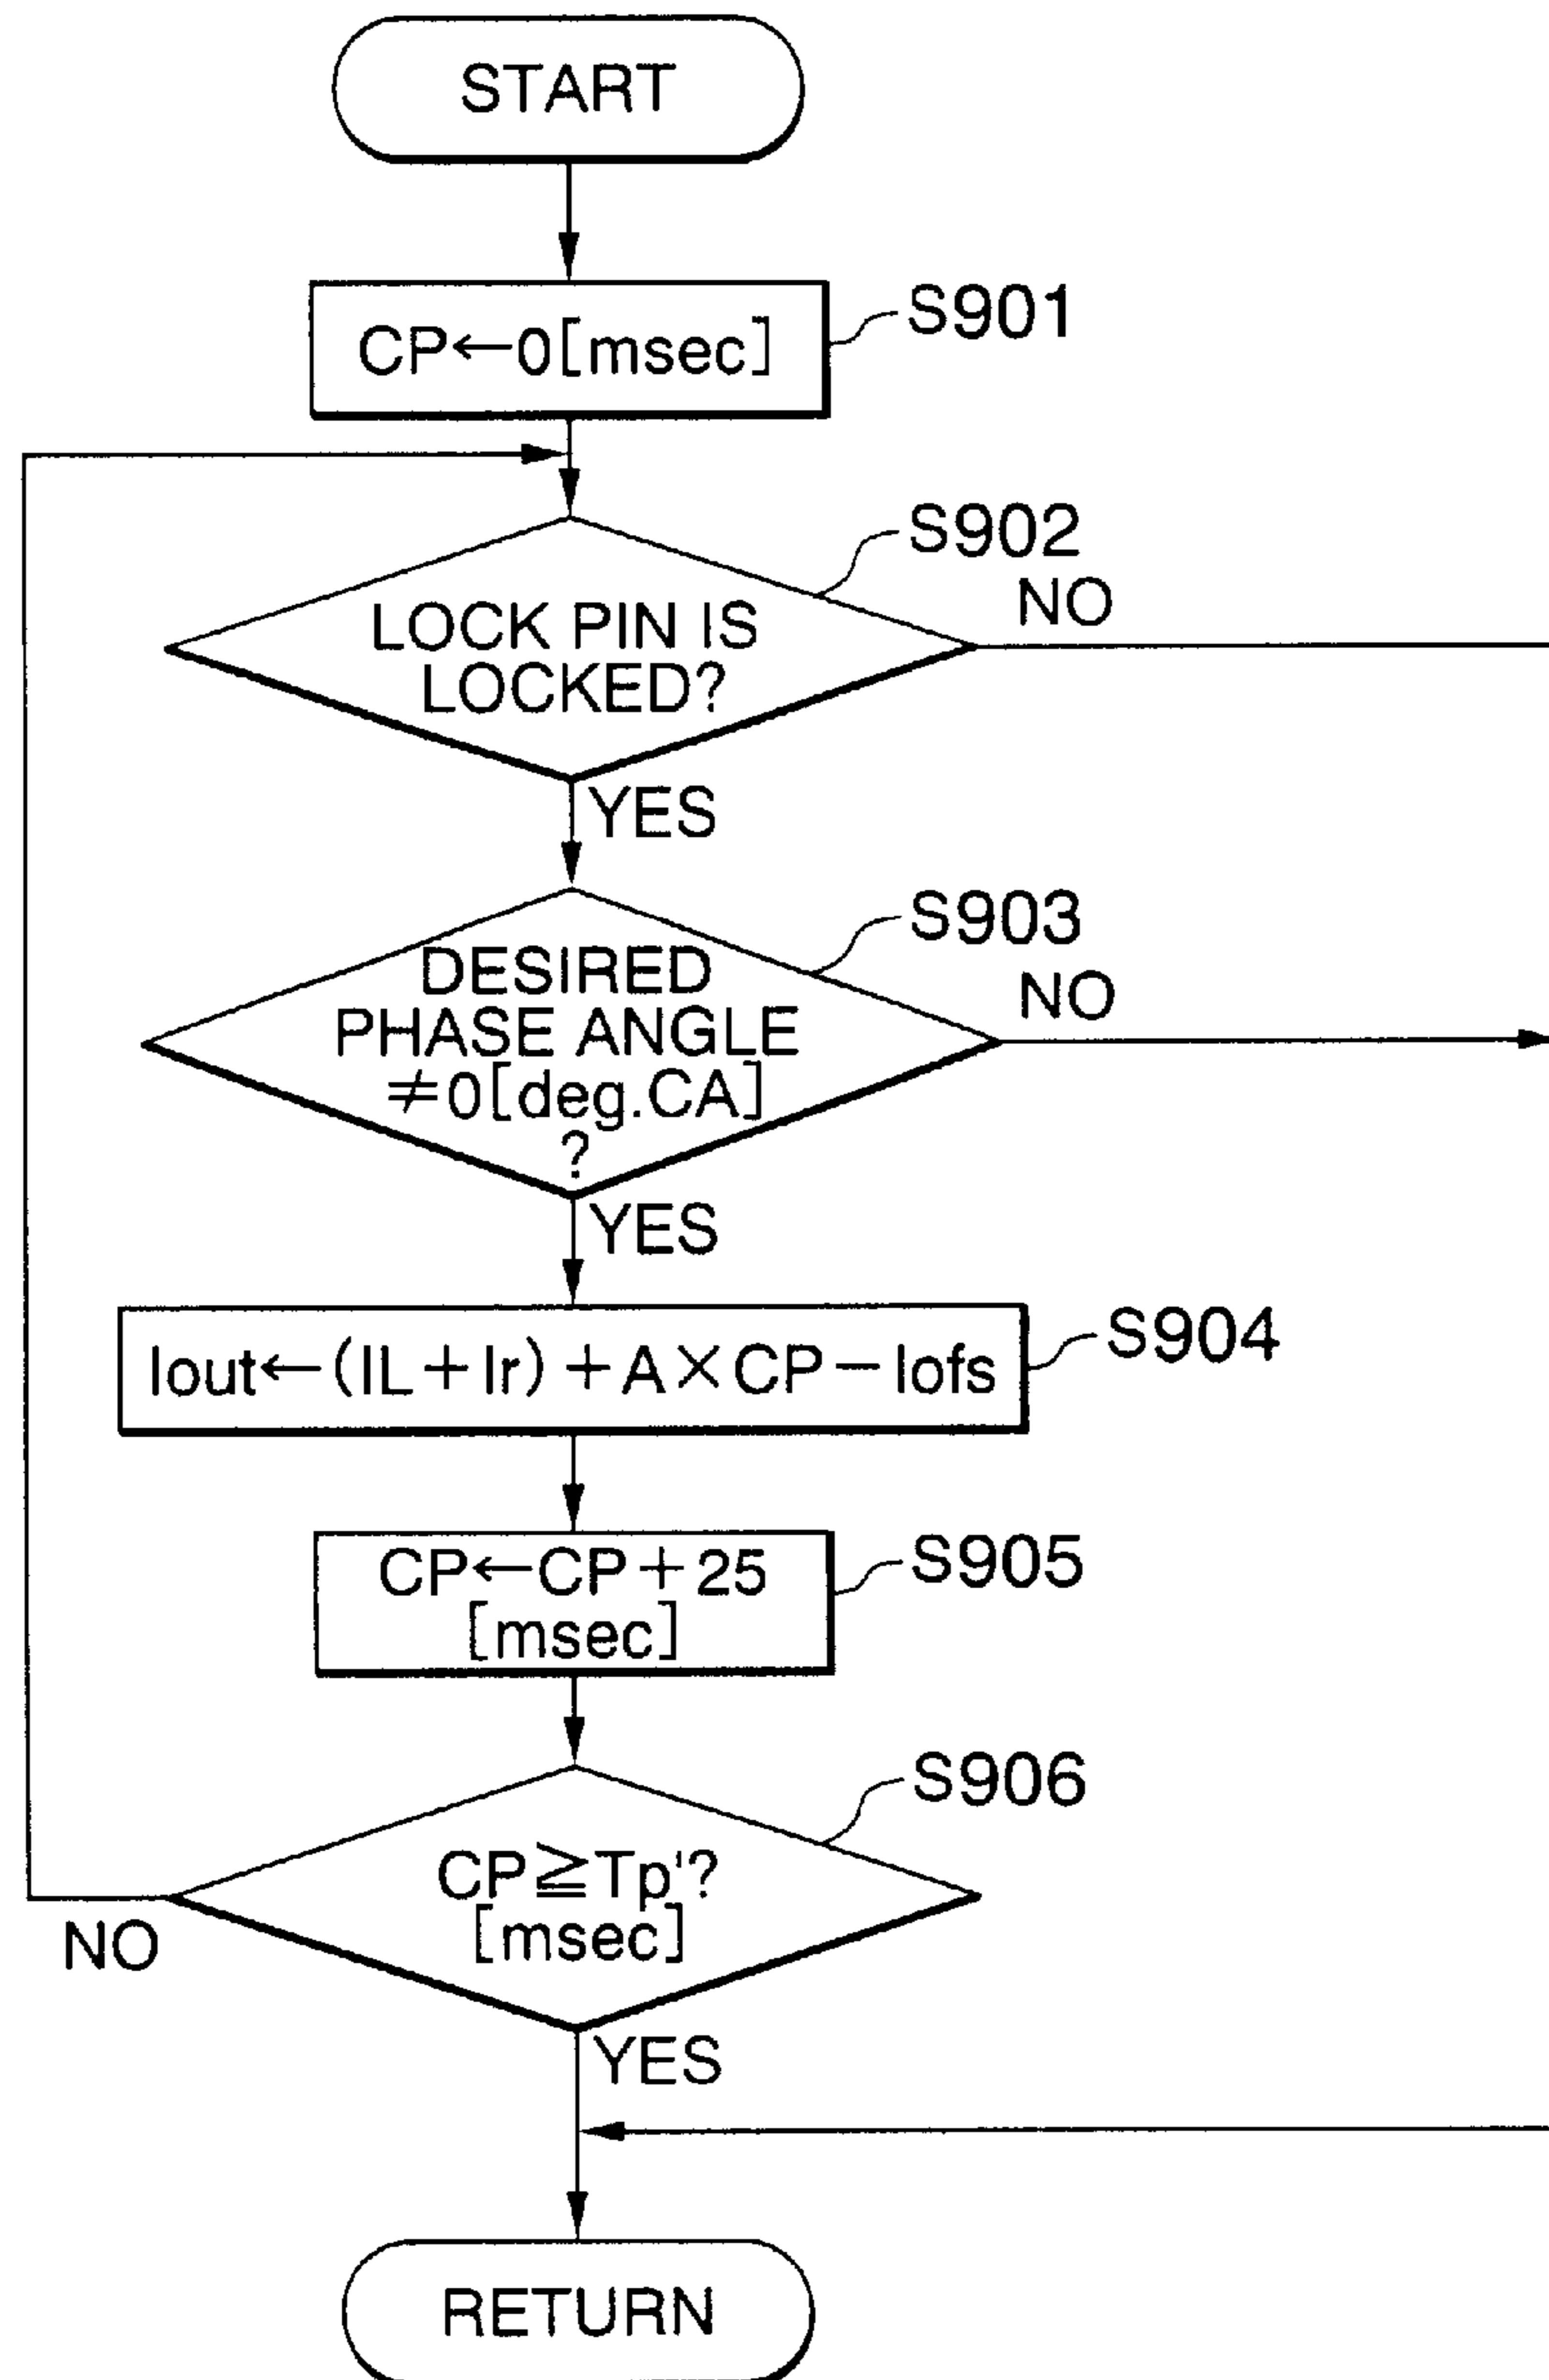 START
CP←0[msec]
S901
S902
LOCK PIN IS
LOCKED?
NO
YES
S903
DESIRED
PHASE ANGLE
≠0[deg.CA]
?
NO
YES
Iout←(IL+Ir)+A×CP−Iofs
S904
CP←CP+25
[msec]
S905
S906
CP≧Tp'?
[msec]
NO
YES
RETURN